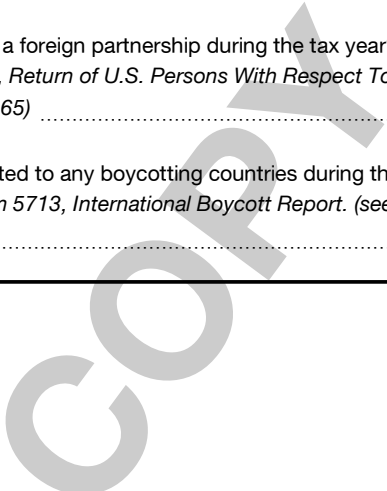 a foreign partnership during the tax year
, Return of U.S. Persons With Respect To
65)
ted to any boycotting countries during th
n 5713, International Boycott Report. (see
COPY